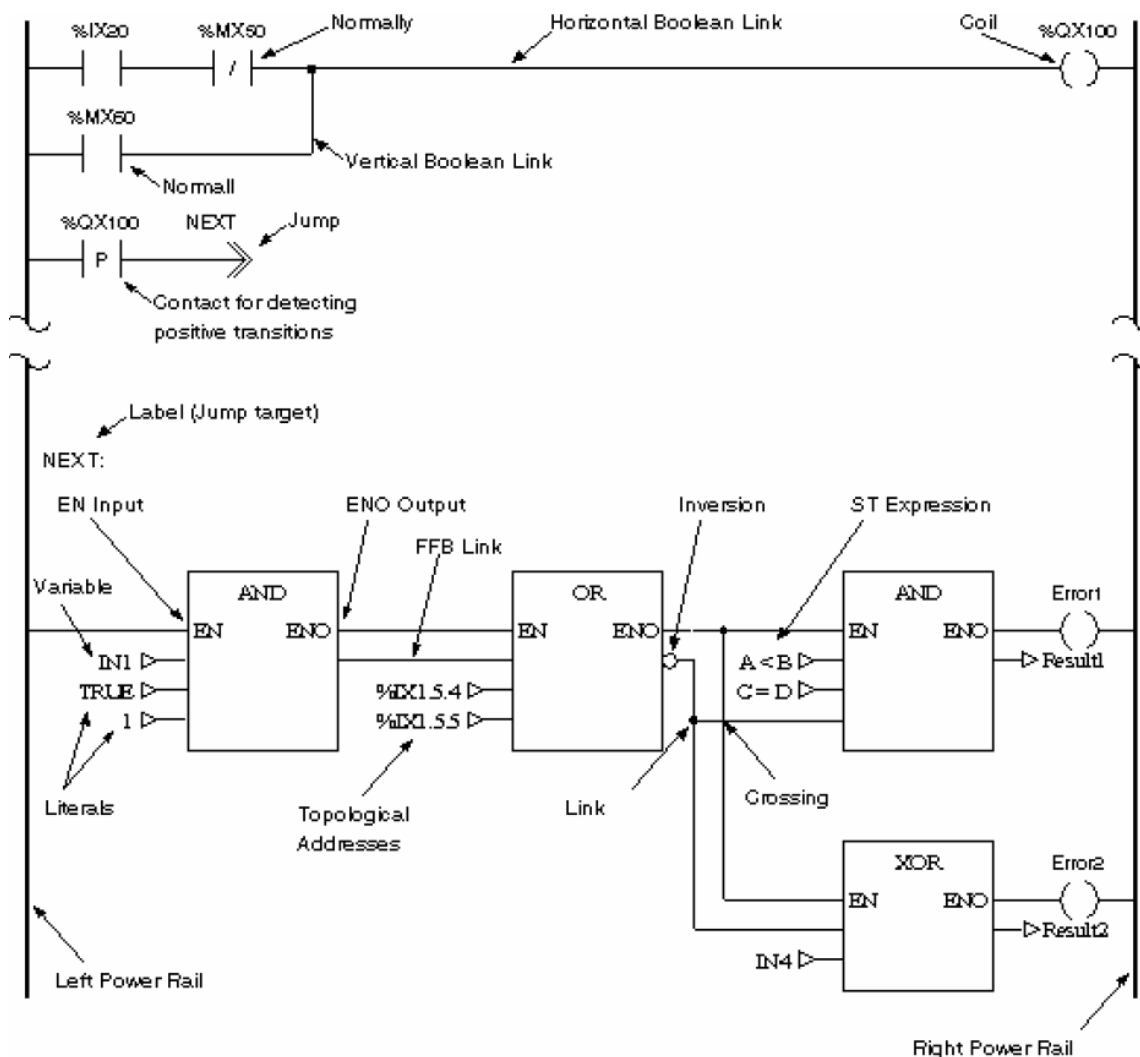 Normally
Horizontal Boolean Link
Coil
%IX20
%MX50
%QX100
/
%MX60
Vertical Boolean Link
Normall
%QX100
NEXT
Jump
P
Contact for detecting
positive transitions
Label (Jump target)
NEXT:
EN Input
ENO Output
Inversion
ST Expression
FFB Link
Variable
AND
OR
AND
Error1
EN
ENO
EN
ENO
EN
ENO
IN1
A < B
Result1
TRUE
%IX1.5.4
C = D
1
%IX1.5.5
Literals
Topological
Addresses
Link
Crossing
XOR
Error2
EN
ENO
Result2
IN4
Left Power Rail
Right Power Rail